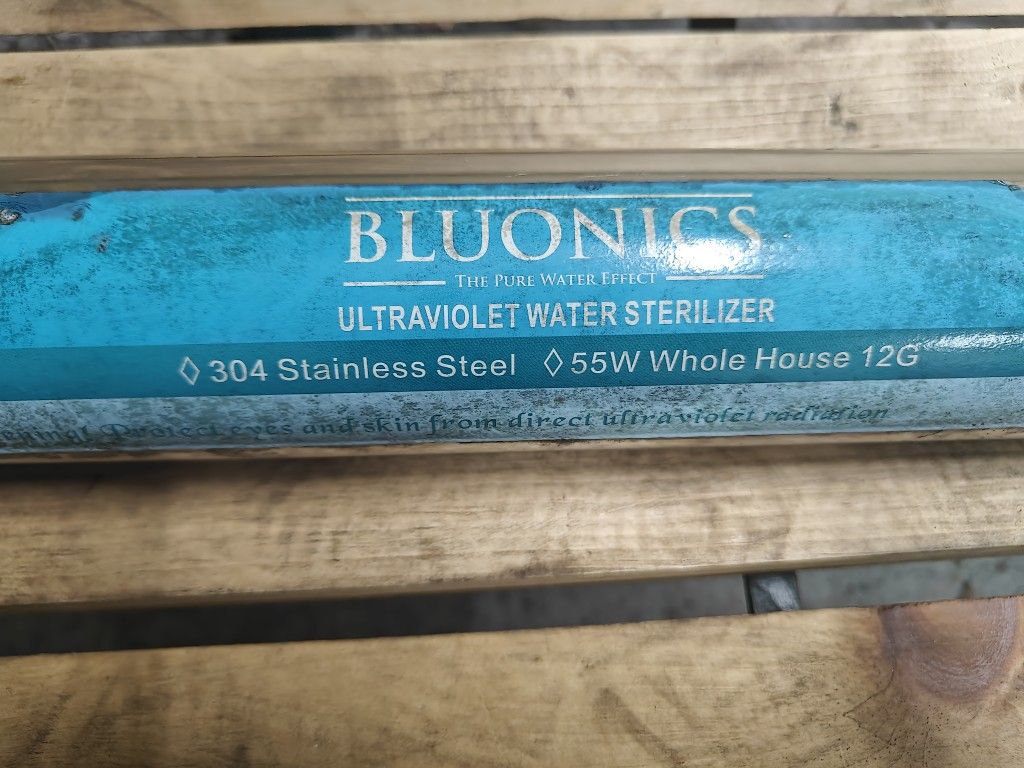 BLUONICS
THE PURE WATER EFFECT
ULTRAVIOLET WATER STERILIZER
◊ 304 Stainless Steel ◊ 55W Whole House 12G
Protect eyes and skin from direct ultraviolet radiation